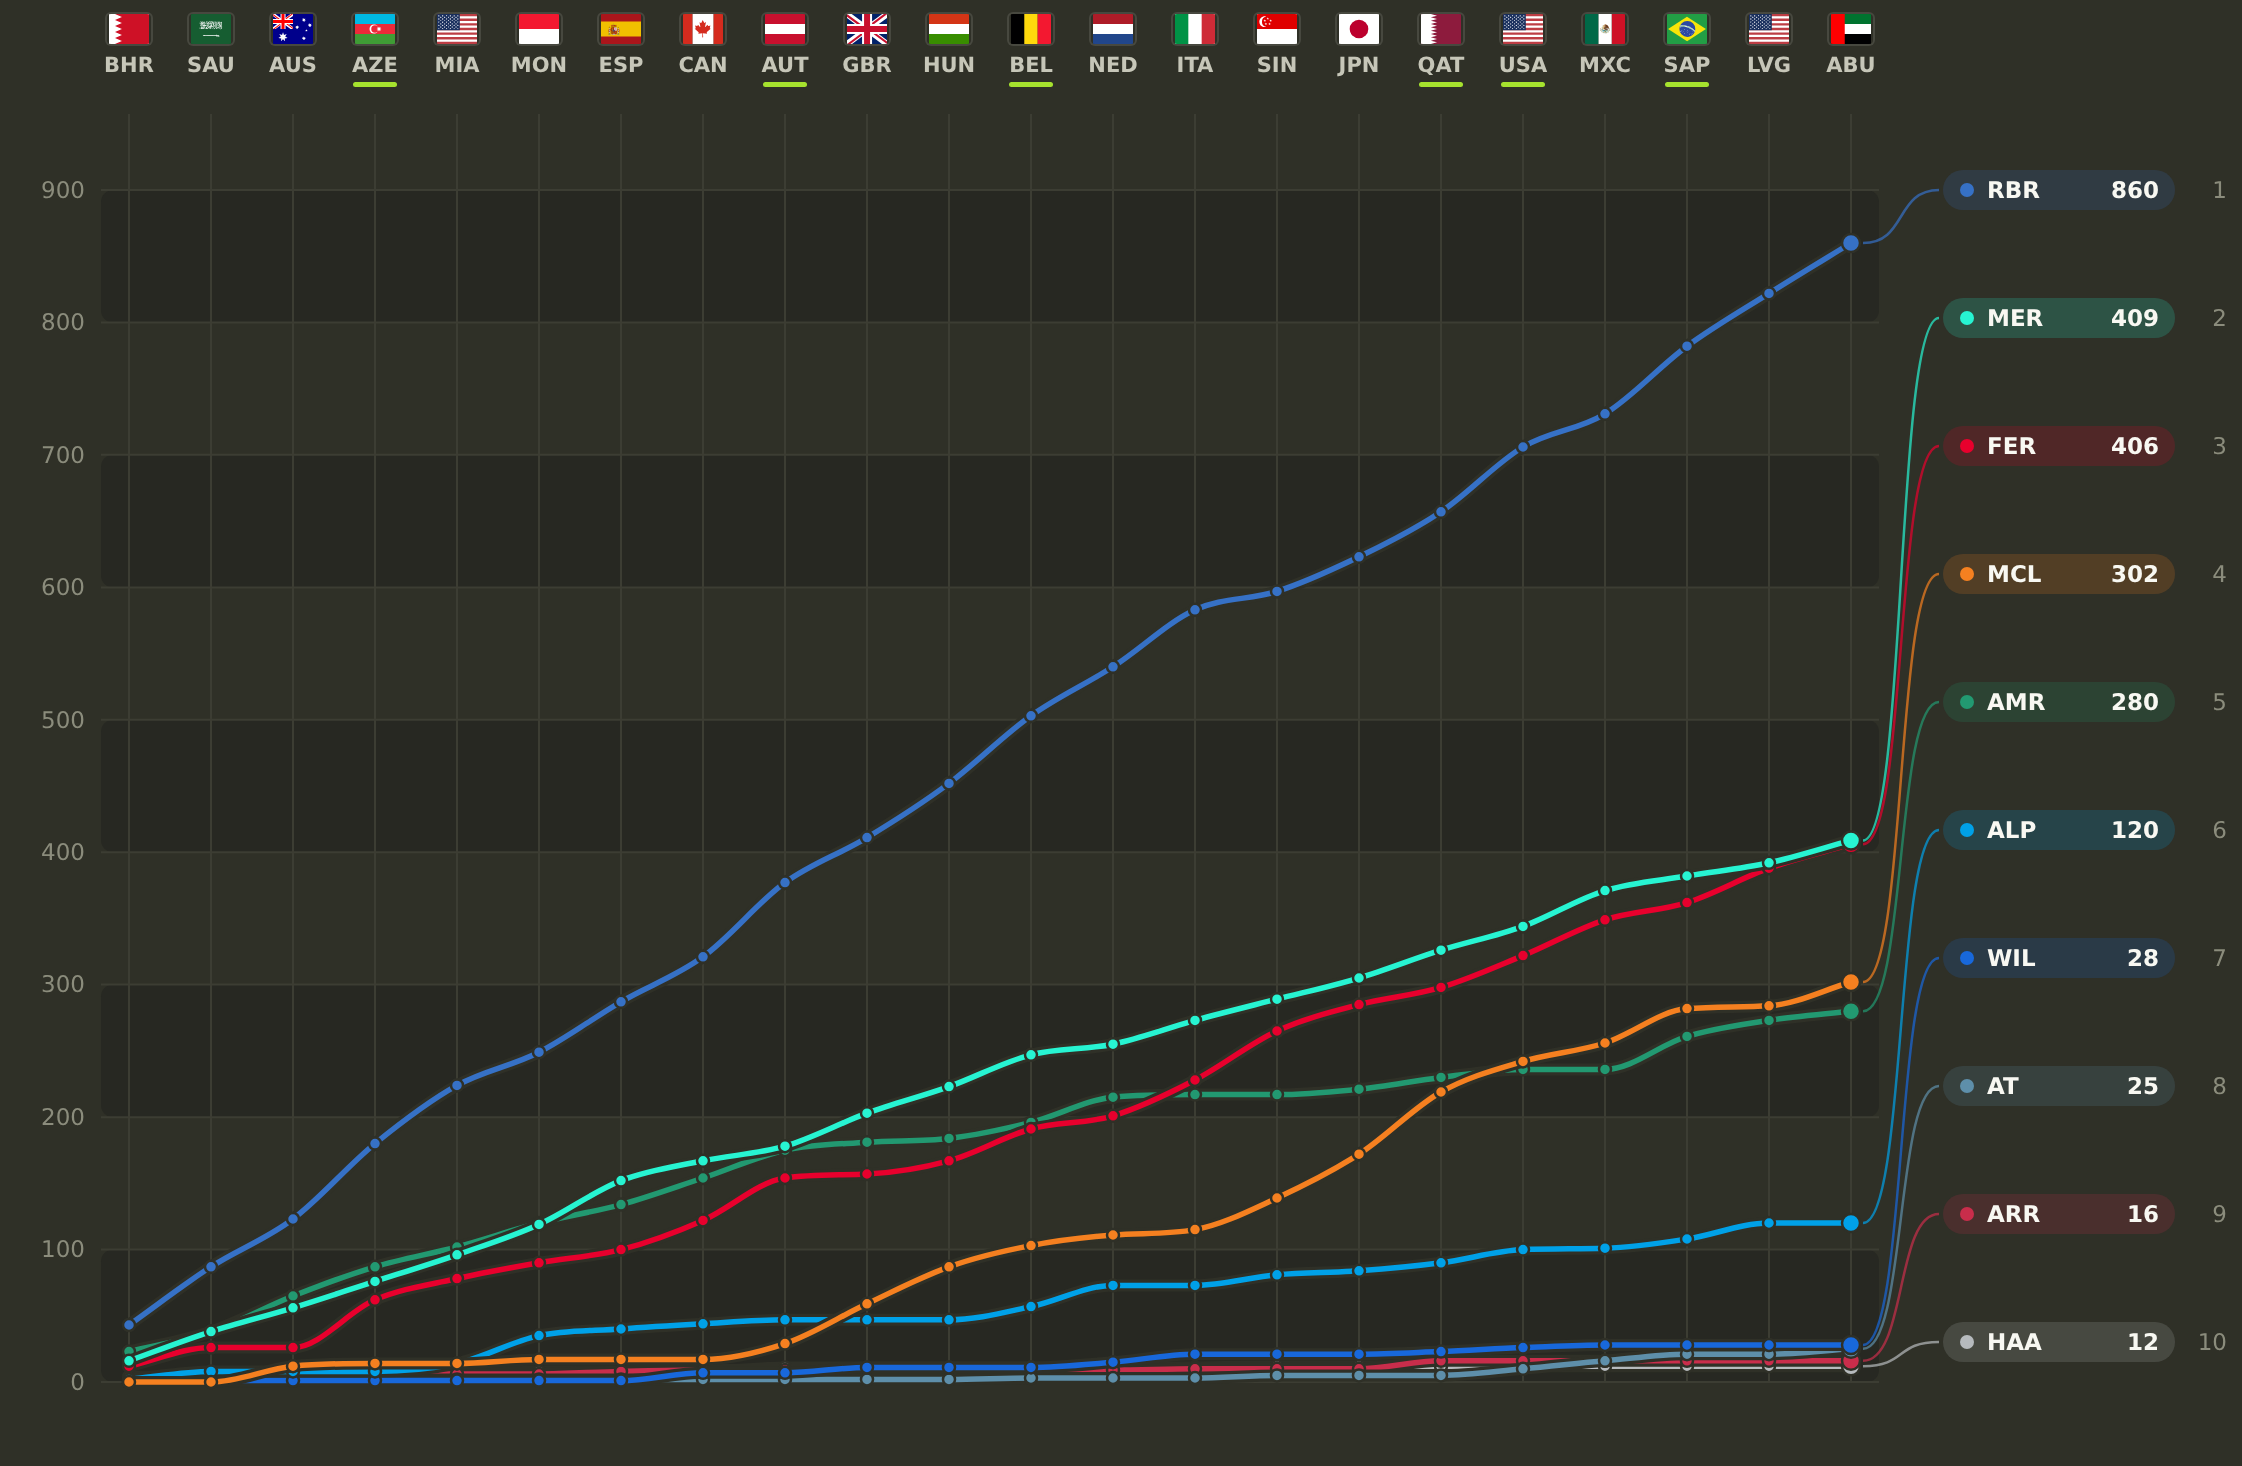 BHR SAU AUS AZE MIA MON ESP CAN AUT GBR HUN BEL NED ITA SIN JPN QAT USA MXC SAP LVG ABU
900
800
700
600
500
400
300
200
100
0
RBR 860 1
MER 409 2
FER 406 3
MCL 302 4
AMR 280 5
ALP 120 6
WIL 28 7
AT 25 8
ARR 16 9
HAA 12 10